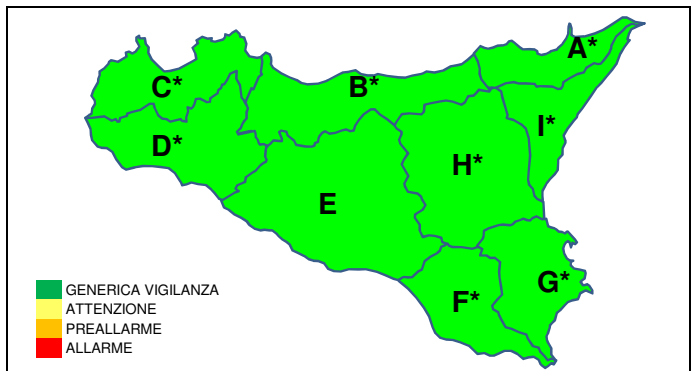 A*
C*
B*
I*
D*
H*
E
G*
F*
GENERICA VIGILANZA
ATTENZIONE
PREALLARME
ALLARME